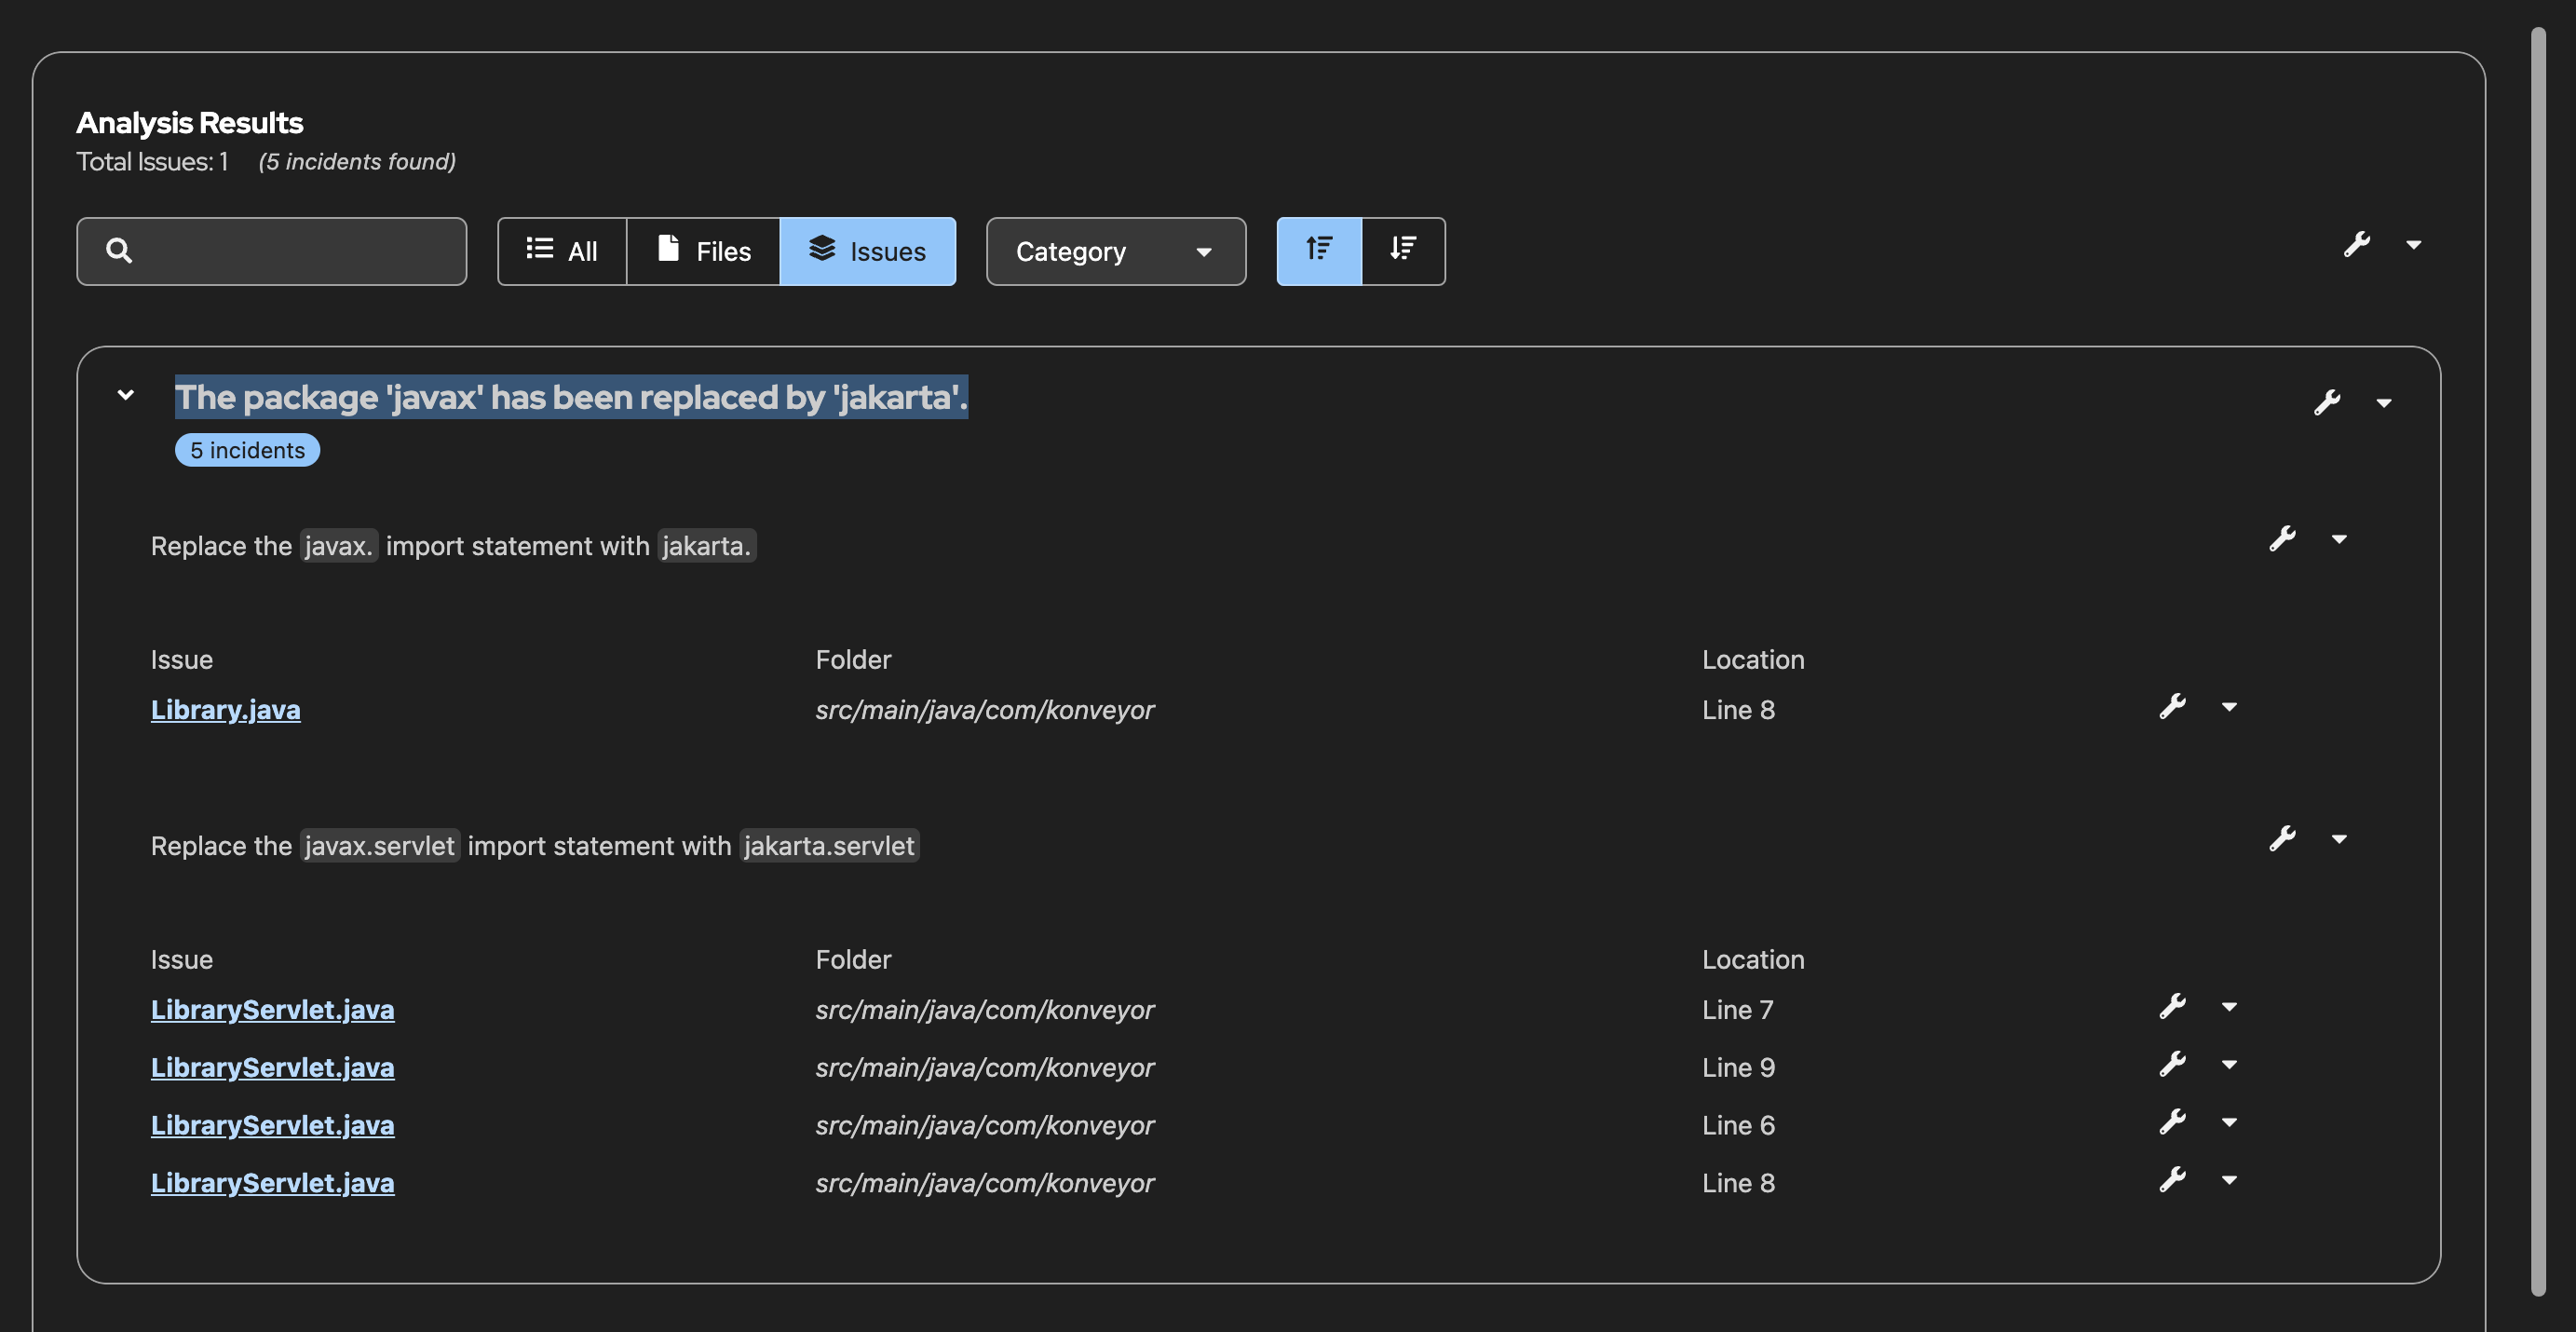 Analysis Results
Total Issues: 1 (5 incidents found)
All Files Issues Category
The package 'javax' has been replaced by 'jakarta'.
5 incidents
Replace the javax. import statement with jakarta.
Issue Folder Location
Library.java src/main/java/com/konveyor Line 8
Replace the javax.servlet import statement with jakarta.servlet
Issue Folder Location
LibraryServlet.java src/main/java/com/konveyor Line 7
LibraryServlet.java src/main/java/com/konveyor Line 9
LibraryServlet.java src/main/java/com/konveyor Line 6
LibraryServlet.java src/main/java/com/konveyor Line 8